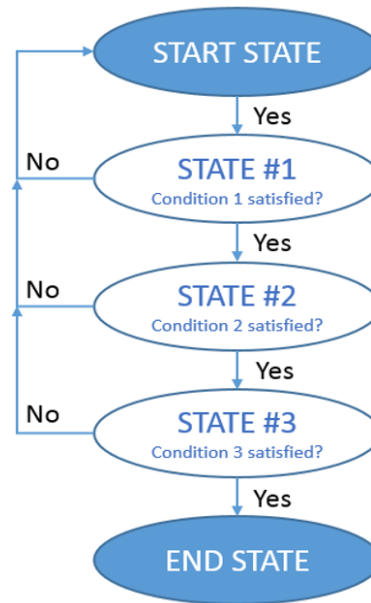 START STATE
Yes
No
STATE #1
Condition 1 satisfied?
Yes
No
STATE #2
Condition 2 satisfied?
Yes
No
STATE #3
Condition 3 satisfied?
Yes
END STATE